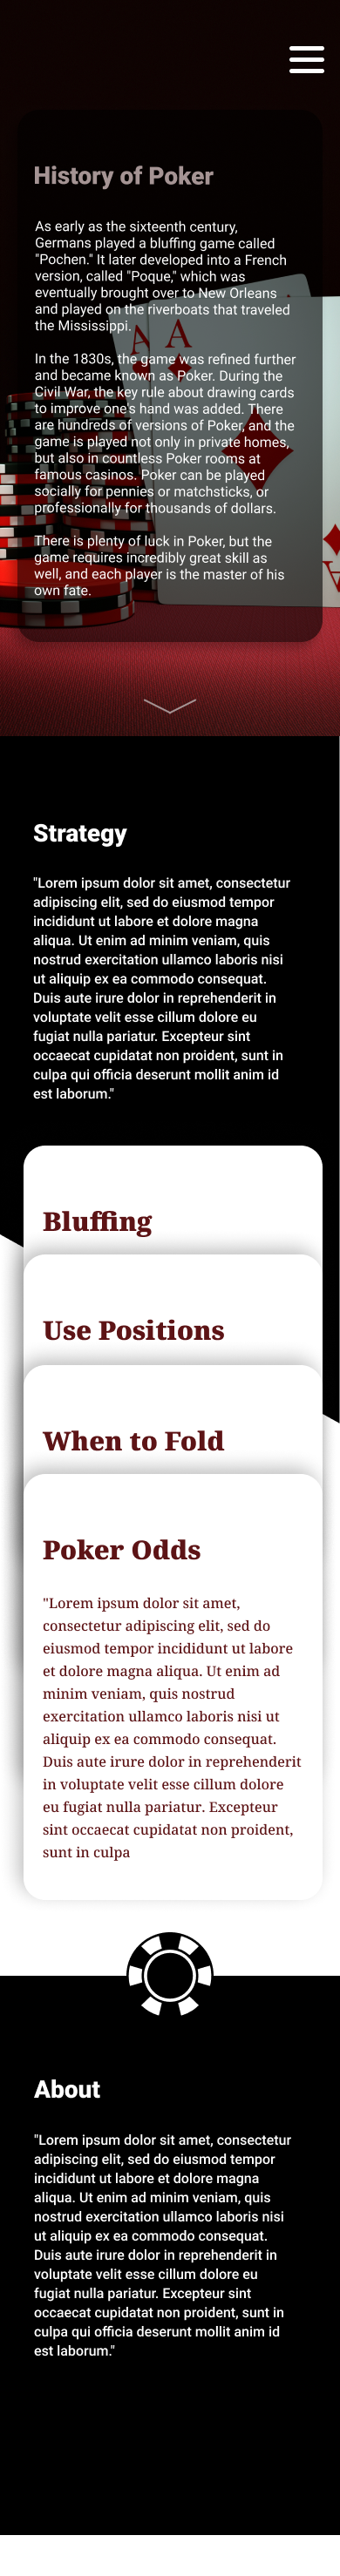 History of Poker
As early as the sixteenth century,
Germans played a bluffing game called
"Pochen." It later developed into a French
version, called "Poque," which was
eventually brought over to New Orleans
and played on the riverboats that traveled
the Mississippi.
In the 1830s, the game was refined further
and became known as Poker. During the
Civil War, the key rule about drawing cards
to improve one's hand was added. There
are hundreds of versions of Poker, and the
game is played not only in private homes,
but also in countless Poker rooms at
famous casinos. Poker can be played
socially for pennies or matchsticks, or
professionally for thousands of dollars.
There is plenty of luck in Poker, but the
game requires incredibly great skill as
well, and each player is the master of his
own fate.
A
A
A
Strategy
"Lorem ipsum dolor sit amet, consectetur
adipiscing elit, sed do eiusmod tempor
incididunt ut labore et dolore magna
aliqua. Ut enim ad minim veniam, quis
nostrud exercitation ullamco laboris nisi
ut aliquip ex ea commodo consequat.
Duis aute irure dolor in reprehenderit in
voluptate velit esse cillum dolore eu
fugiat nulla pariatur. Excepteur sint
occaecat cupidatat non proident, sunt in
culpa qui officia deserunt mollit anim id
est laborum."
Bluffing
Use Positions
When to Fold
Poker Odds
"Lorem ipsum dolor sit amet,
consectetur adipiscing elit, sed do
eiusmod tempor incididunt ut labore
et dolore magna aliqua. Ut enim ad
minim veniam, quis nostrud
exercitation ullamco laboris nisi ut
aliquip ex ea commodo consequat.
Duis aute irure dolor in reprehenderit
in voluptate velit esse cillum dolore
eu fugiat nulla pariatur. Excepteur
sint occaecat cupidatat non proident,
sunt in culpa
About
"Lorem ipsum dolor sit amet, consectetur
adipiscing elit, sed do eiusmod tempor
incididunt ut labore et dolore magna
aliqua. Ut enim ad minim veniam, quis
nostrud exercitation ullamco laboris nisi
ut aliquip ex ea commodo consequat.
Duis aute irure dolor in reprehenderit in
voluptate velit esse cillum dolore eu
fugiat nulla pariatur. Excepteur sint
occaecat cupidatat non proident, sunt in
culpa qui officia deserunt mollit anim id
est laborum."